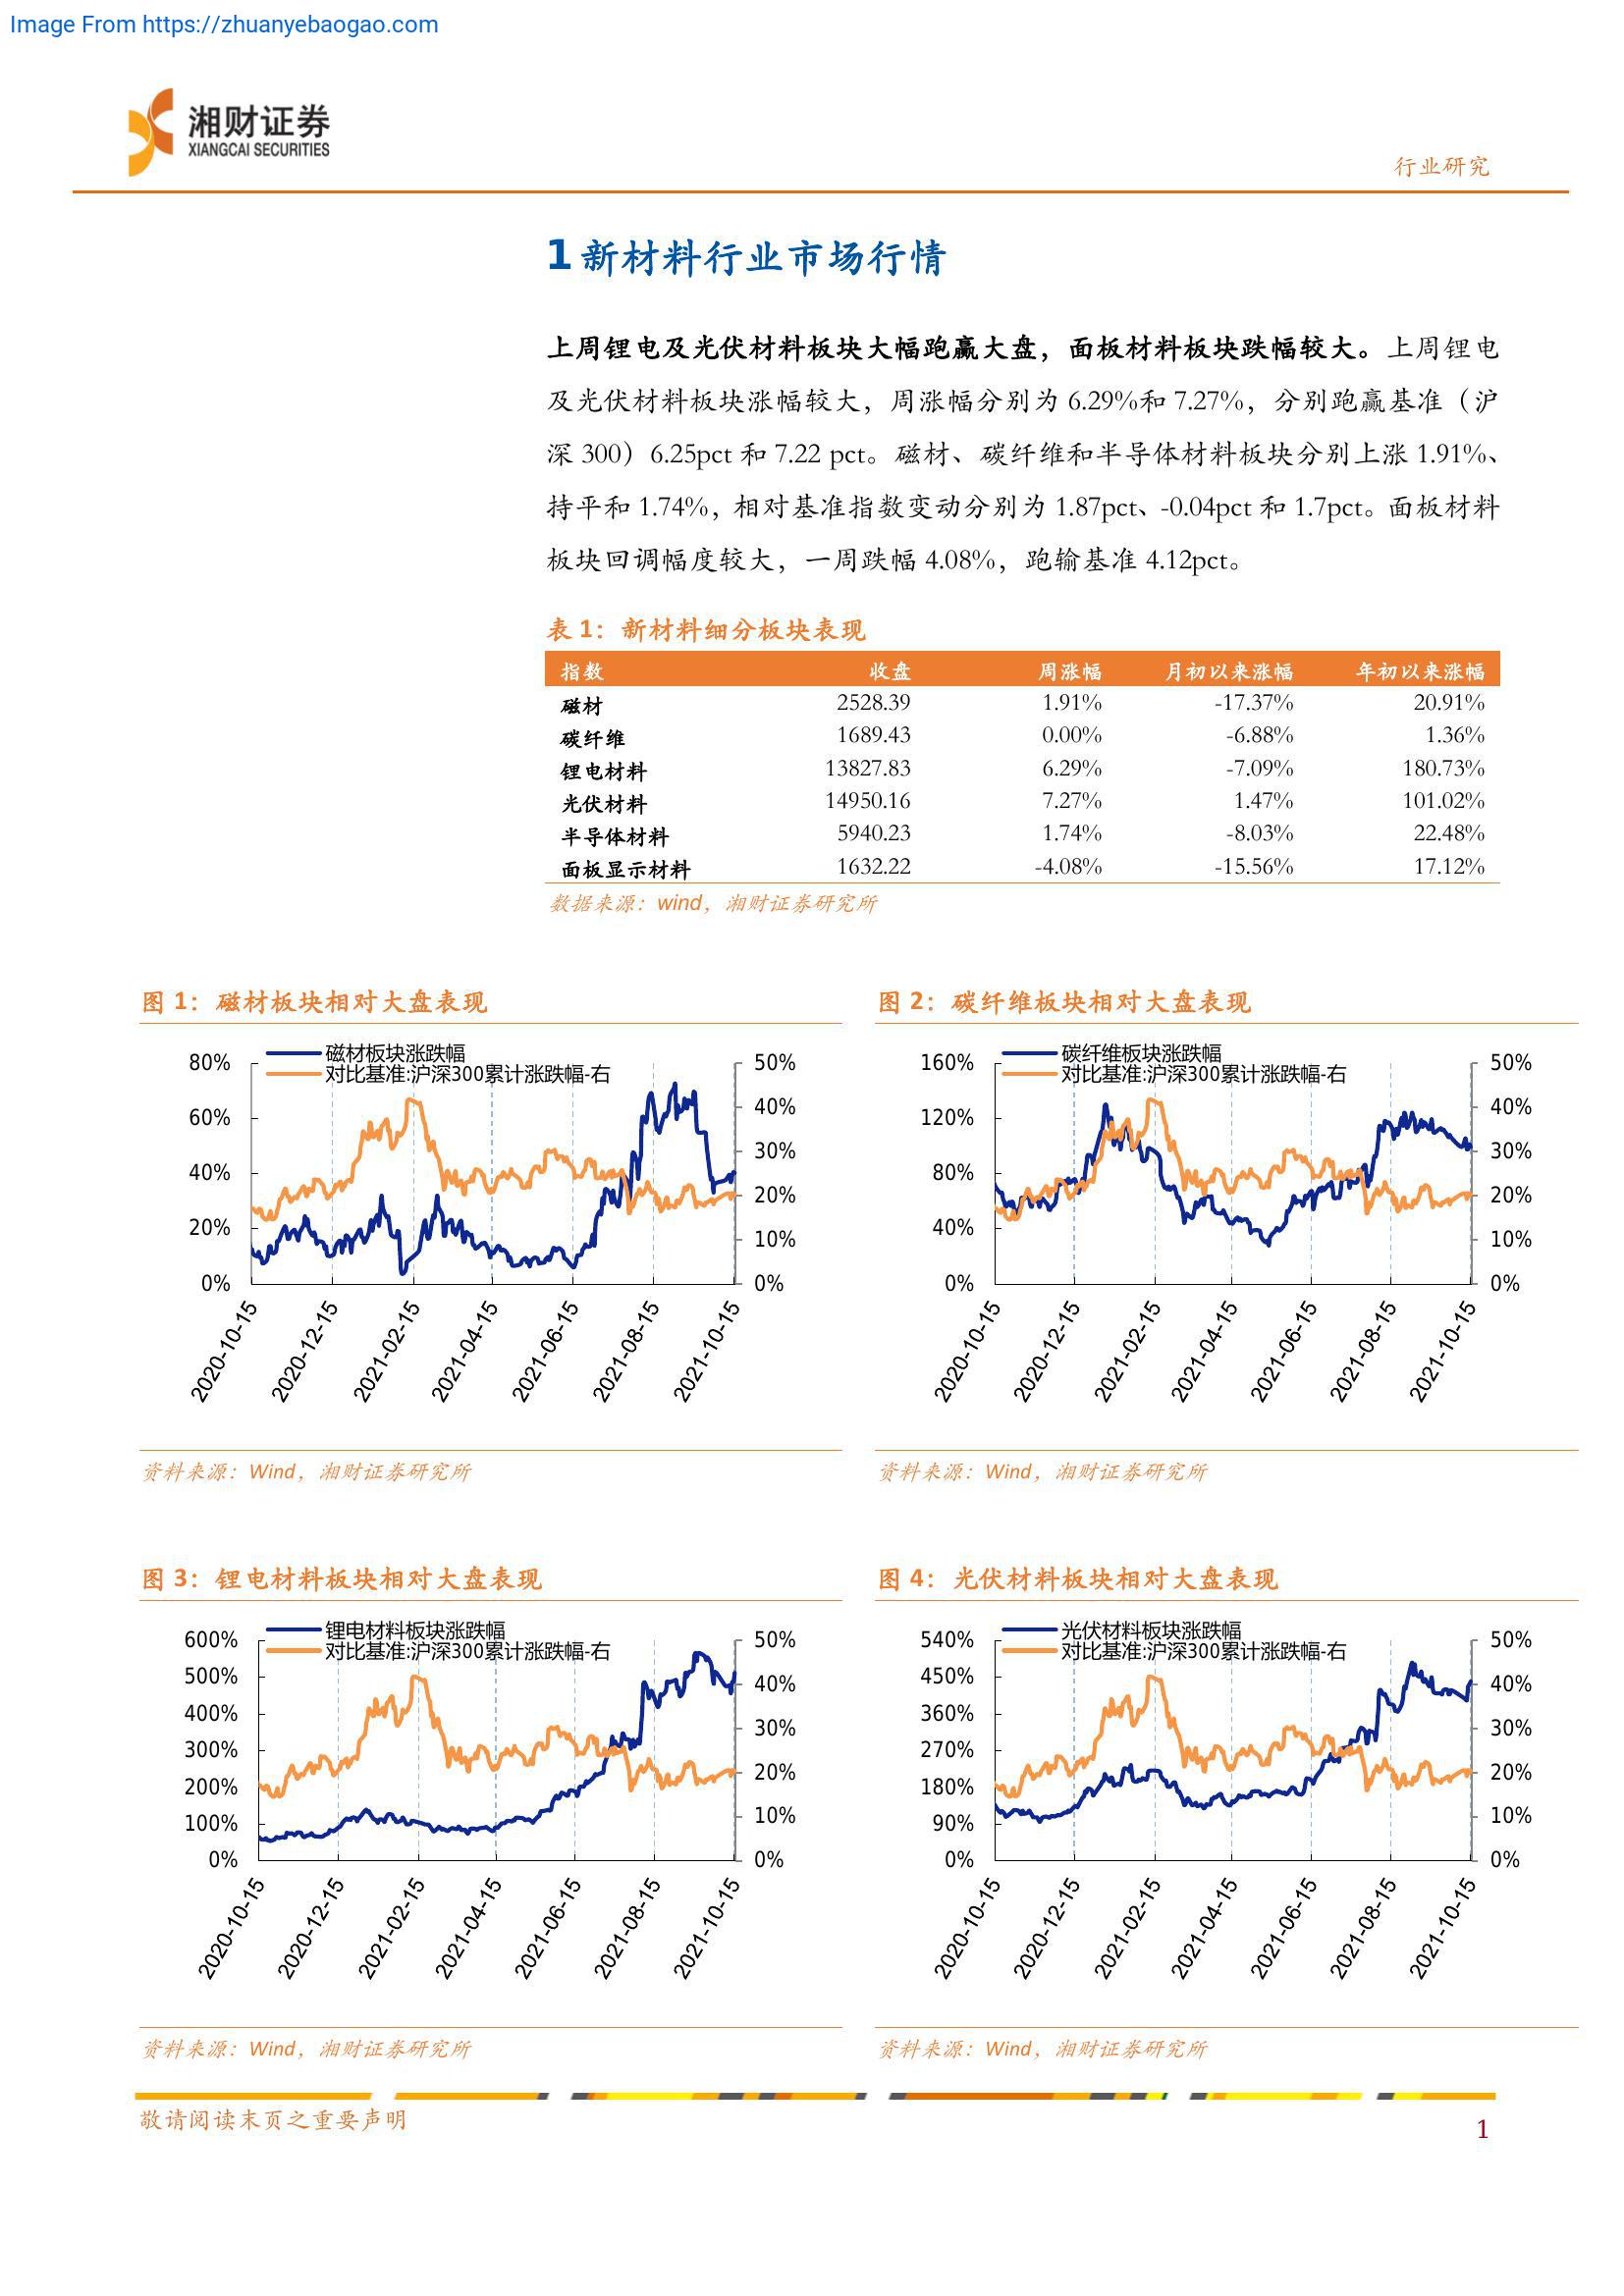 Image From https://zhuanyebaogao.com
湘财证券
XIANGCAI SECURITIES
行业研究
1 新材料行业市场行情
上周锂电及光伏材料板块大幅跑赢大盘，面板材料板块跌幅较大。上周锂电
及光伏材料板块涨幅较大，周涨幅分别为 6.29%和 7.27%，分别跑赢基准（沪
深 300）6.25pct 和 7.22 pct。磁材、碳纤维和半导体材料板块分别上涨 1.91%、
持平和 1.74%，相对基准指数变动分别为 1.87pct、-0.04pct 和 1.7pct。面板材料
板块回调幅度较大，一周跌幅 4.08%，跑输基准 4.12pct。
表 1：新材料细分板块表现
指数 收盘 周涨幅 月初以来涨幅 年初以来涨幅
磁材 2528.39 1.91% -17.37% 20.91%
碳纤维 1689.43 0.00% -6.88% 1.36%
锂电材料 13827.83 6.29% -7.09% 180.73%
光伏材料 14950.16 7.27% 1.47% 101.02%
半导体材料 5940.23 1.74% -8.03% 22.48%
面板显示材料 1632.22 -4.08% -15.56% 17.12%
数据来源：wind，湘财证券研究所
图 1：磁材板块相对大盘表现
磁材板块涨跌幅
对比基准:沪深300累计涨跌幅-右
80%
60%
40%
20%
0%
50%
40%
30%
20%
10%
0%
2020-10-15
2020-12-15
2021-02-15
2021-04-15
2021-06-15
2021-08-15
2021-10-15
资料来源：Wind，湘财证券研究所
图 2：碳纤维板块相对大盘表现
碳纤维板块涨跌幅
对比基准:沪深300累计涨跌幅-右
160%
120%
80%
40%
0%
50%
40%
30%
20%
10%
0%
2020-10-15
2020-12-15
2021-02-15
2021-04-15
2021-06-15
2021-08-15
2021-10-15
资料来源：Wind，湘财证券研究所
图 3：锂电材料板块相对大盘表现
锂电材料板块涨跌幅
对比基准:沪深300累计涨跌幅-右
600%
500%
400%
300%
200%
100%
0%
50%
40%
30%
20%
10%
0%
2020-10-15
2020-12-15
2021-02-15
2021-04-15
2021-06-15
2021-08-15
2021-10-15
资料来源：Wind，湘财证券研究所
图 4：光伏材料板块相对大盘表现
光伏材料板块涨跌幅
对比基准:沪深300累计涨跌幅-右
540%
450%
360%
270%
180%
90%
0%
50%
40%
30%
20%
10%
0%
2020-10-15
2020-12-15
2021-02-15
2021-04-15
2021-06-15
2021-08-15
2021-10-15
资料来源：Wind，湘财证券研究所
敬请阅读末页之重要声明
1